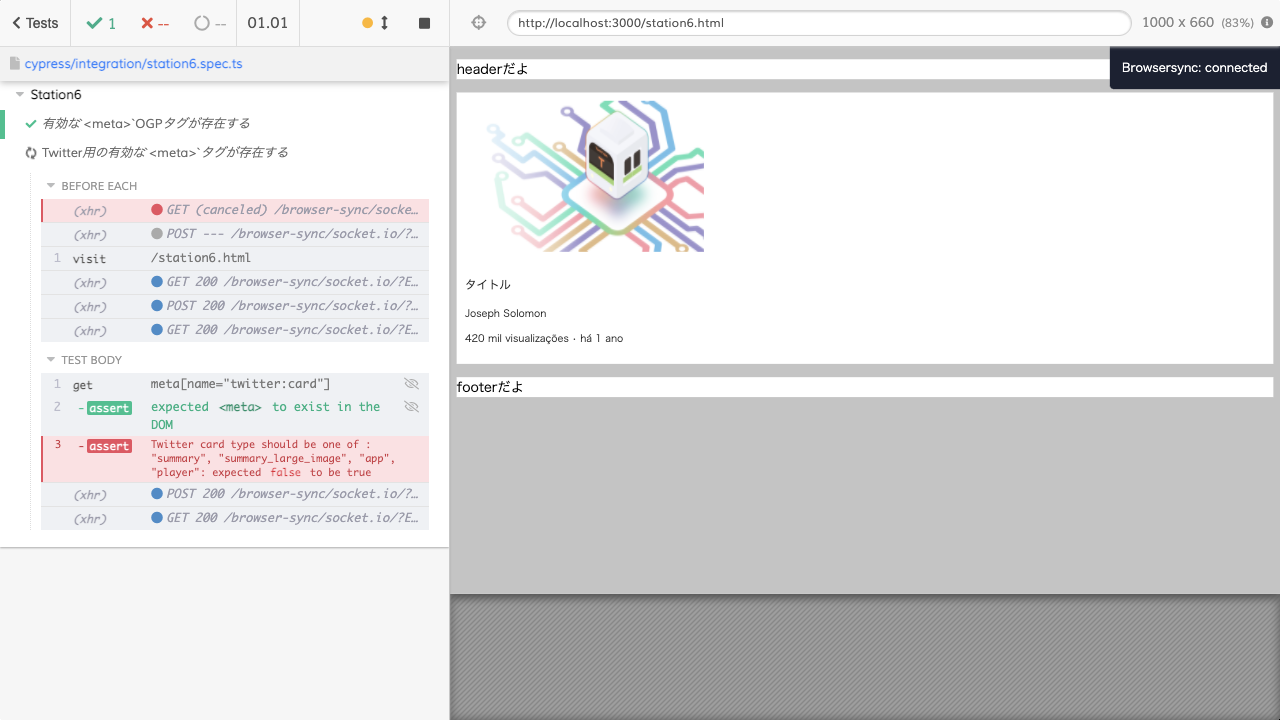 Tests
1
--
--
01.01
http://localhost:3000/station6.html
1000 x 660 (83%)
cypress/integration/station6.spec.ts
Station6
有効な`<meta>`OGPタグが存在する
Twitter用の有効な`<meta>`タグが存在する
BEFORE EACH
(xhr) GET (canceled) /browser-sync/socke…
(xhr) POST --- /browser-sync/socket.io/?…
1 visit /station6.html
(xhr) GET 200 /browser-sync/socket.io/?E…
(xhr) POST 200 /browser-sync/socket.io/?…
(xhr) GET 200 /browser-sync/socket.io/?E…
TEST BODY
1 get meta[name="twitter:card"]
2 -assert expected <meta> to exist in the
DOM
3 -assert Twitter card type should be one of :
"summary", "summary_large_image", "app",
"player": expected false to be true
(xhr) POST 200 /browser-sync/socket.io/?…
(xhr) GET 200 /browser-sync/socket.io/?E…
headerだよ
Browsersync: connected
T
タイトル
Joseph Solomon
420 mil visualizações · há 1 ano
footerだよ